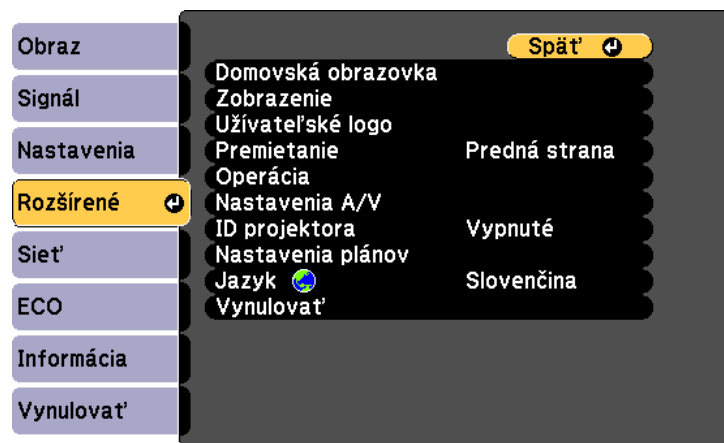 Obraz
Signál
Nastavenia
Rozšírené
Sieť
ECO
Informácia
Vynulovať
Späť
Domovská obrazovka
Zobrazenie
Užívateľské logo
Premietanie Predná strana
Operácia
Nastavenia A/V
ID projektora Vypnuté
Nastavenia plánov
Jazyk Slovenčina
Vynulovať